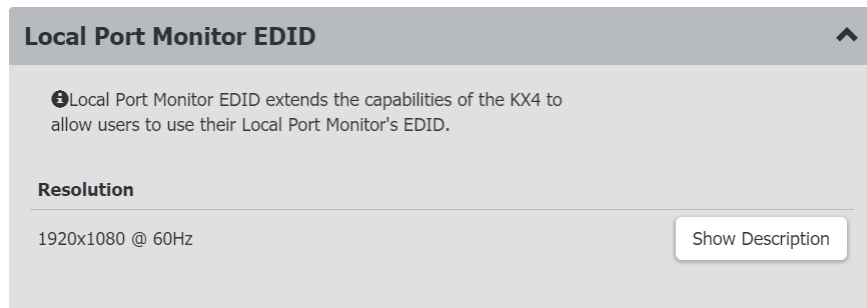 Local Port Monitor EDID
Local Port Monitor EDID extends the capabilities of the KX4 to
allow users to use their Local Port Monitor's EDID.
Resolution
1920x1080 @ 60Hz
Show Description